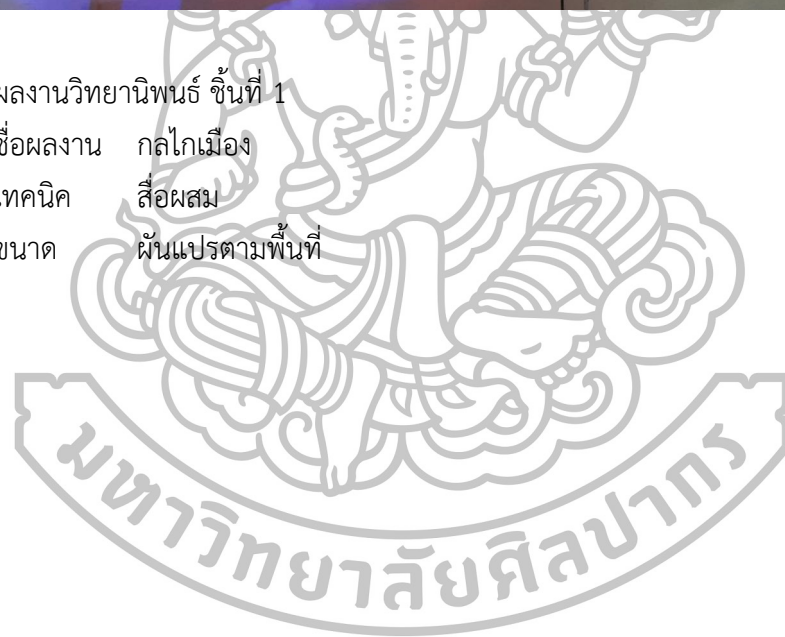 ผลงานวิทยานิพนธ์ ชิ้นที่ 1
ชื่อผลงาน กลไกเมือง
เทคนิค สื่อผสม
ขนาด ผันแปรตามพื้นที่
มหาวิทยาลัยศิลปากร